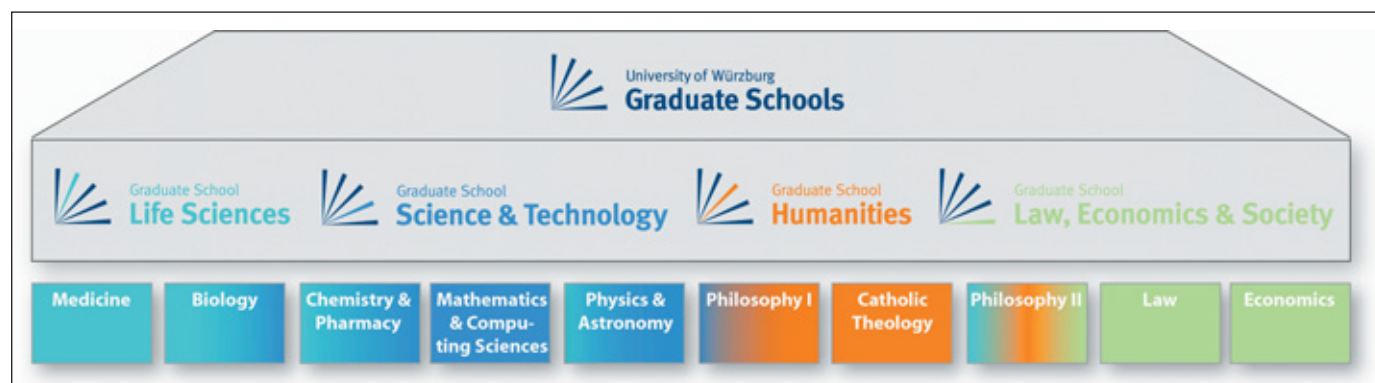 University of Würzburg
Graduate Schools
Graduate School
Life Sciences
Graduate School
Science & Technology
Graduate School
Humanities
Graduate School
Law, Economics & Society
Medicine
Biology
Chemistry &
Pharmacy
Mathematics
& Compu-
ting Sciences
Physics &
Astronomy
Philosophy I
Catholic
Theology
Philosophy II
Law
Economics